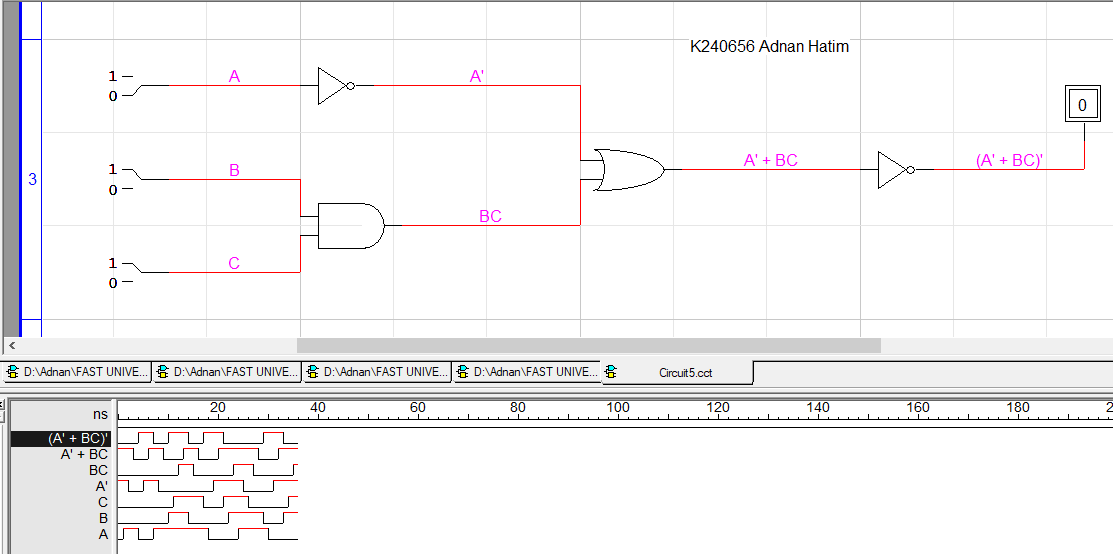 K240656 Adnan Hatim
1
0
A
A'
0
1
0
B
A' + BC
(A' + BC)'
3
BC
1
0
C
<
D:\Adnan\FAST UNIVE... D:\Adnan\FAST UNIVE... D:\Adnan\FAST UNIVE... D:\Adnan\FAST UNIVE... Circuit5.cct
ns 20 40 60 80 100 120 140 160 180
(A' + BC)'
A' + BC
BC
A'
C
B
A